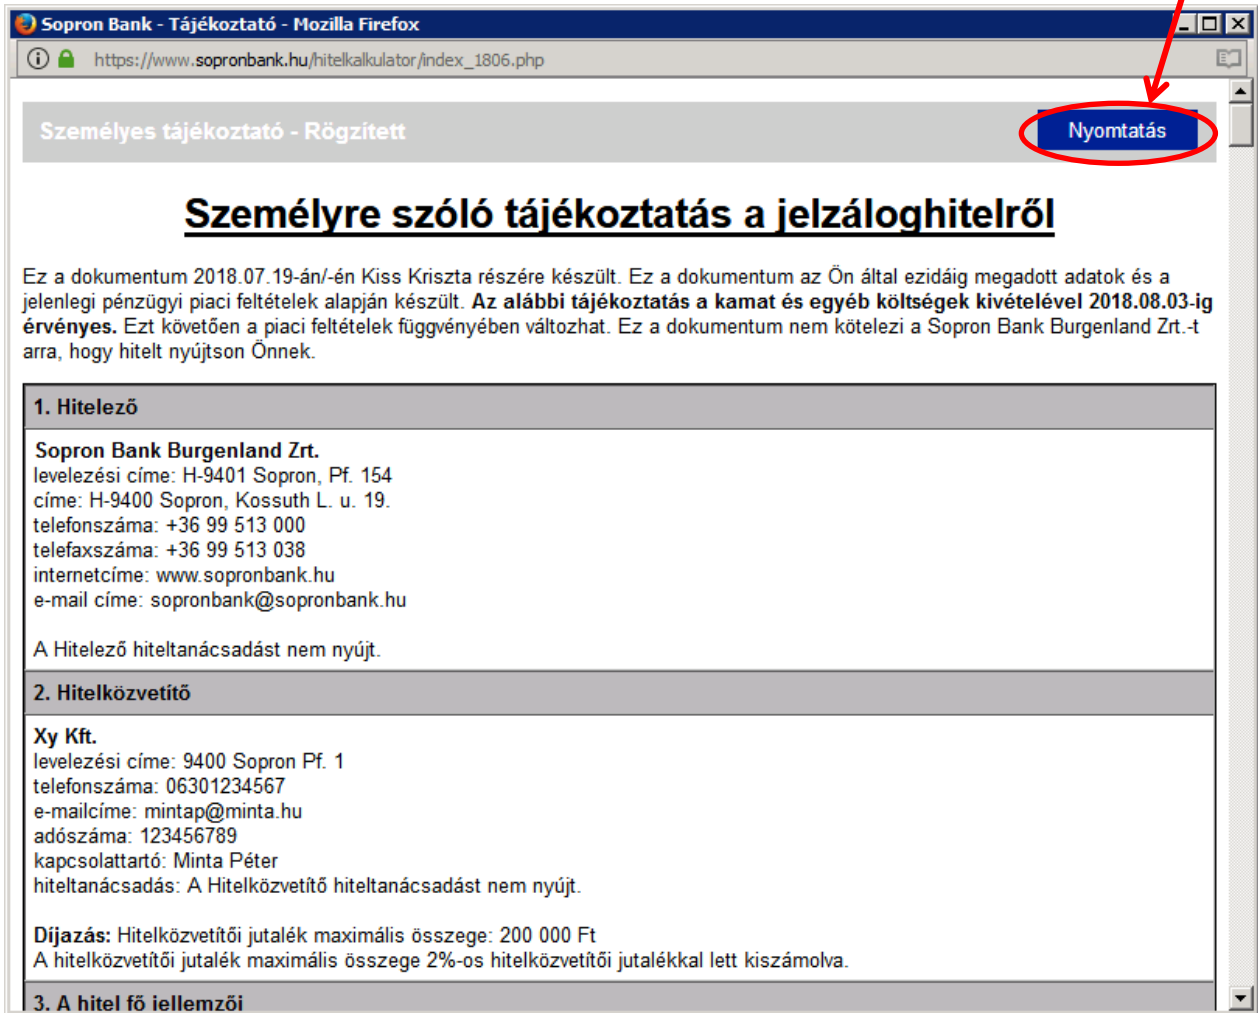 Sopron Bank - Tájékoztató - Mozilla Firefox
https://www.sopronbank.hu/hitelkalkulator/index_1806.php
Személyes tájékoztató - Rögzített
Nyomtatás
Személyre szóló tájékoztatás a jelzáloghitelről
Ez a dokumentum 2018.07.19-án/-én Kiss Kriszta részére készült. Ez a dokumentum az Ön által ezidáig megadott adatok és a
jelenlegi pénzügyi piaci feltételek alapján készült. Az alábbi tájékoztatás a kamat és egyéb költségek kivételével 2018.08.03-ig
érvényes. Ezt követően a piaci feltételek függvényében változhat. Ez a dokumentum nem kötelezi a Sopron Bank Burgenland Zrt.-t
arra, hogy hitelt nyújtson Önnek.
1. Hitelező
Sopron Bank Burgenland Zrt.
levelezési címe: H-9401 Sopron, Pf. 154
címe: H-9400 Sopron, Kossuth L. u. 19.
telefonszáma: +36 99 513 000
telefaxszáma: +36 99 513 038
internetcíme: www.sopronbank.hu
e-mail címe: sopronbank@sopronbank.hu
A Hitelező hiteltanácsadást nem nyújt.
2. Hitelközvetítő
Xy Kft.
levelezési címe: 9400 Sopron Pf. 1
telefonszáma: 06301234567
e-mailcíme: mintap@minta.hu
adószáma: 123456789
kapcsolattartó: Minta Péter
hiteltanácsadás: A Hitelközvetítő hiteltanácsadást nem nyújt.
Díjazás: Hitelközvetítői jutalék maximális összege: 200 000 Ft
A hitelközvetítői jutalék maximális összege 2%-os hitelközvetítői jutalékkal lett kiszámolva.
3. A hitel fő jellemzői